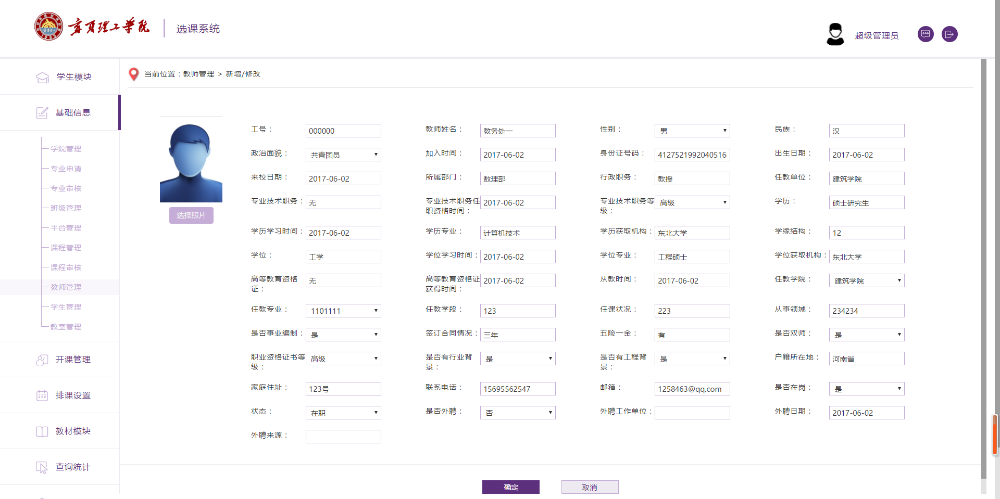 宁夏理工学院
选课系统
超级管理员
当前位置：教师管理 > 新增/修改
学生模块
基础信息
学院管理
专业申请
专业审核
班级管理
平台管理
课程管理
课程审核
教师管理
学生管理
教室管理
开课管理
排课设置
教材模块
查询统计
选择照片
工号： 000000 教师姓名： 教务处一 性别： 男 民族： 汉
政治面貌： 共青团员 加入时间： 2017-06-02 身份证号码： 4127521992040516 出生日期： 2017-06-02
来校日期： 2017-06-02 所属部门： 数理部 行政职务： 教授 任教单位： 建筑学院
专业技术职务： 无 专业技术职务任职资格时间： 2017-06-02 专业技术职务等级： 高级 学历： 硕士研究生
学历学习时间： 2017-06-02 学历专业： 计算机技术 学历获取机构： 东北大学 学缘结构： 12
学位： 工学 学位学习时间： 2017-06-02 学位专业： 工程硕士 学位获取机构： 东北大学
高等教育资格证： 无 高等教育资格证获得时间： 2017-06-02 从教时间： 2017-06-02 任教学院： 建筑学院
任教专业： 1101111 任教学段： 123 任课状况： 223 从事领域： 234234
是否事业编制： 是 签订合同情况： 三年 五险一金： 有 是否双师： 是
职业资格证书等级： 高级 是否有行业背景： 是 是否有工程背景： 是 户籍所在地： 河南省
家庭住址： 123号 联系电话： 15695562547 邮箱： 1258463@qq.com 是否在岗： 是
状态： 在职 是否外聘： 否 外聘工作单位： 外聘日期： 2017-06-02
外聘来源：
确定 取消